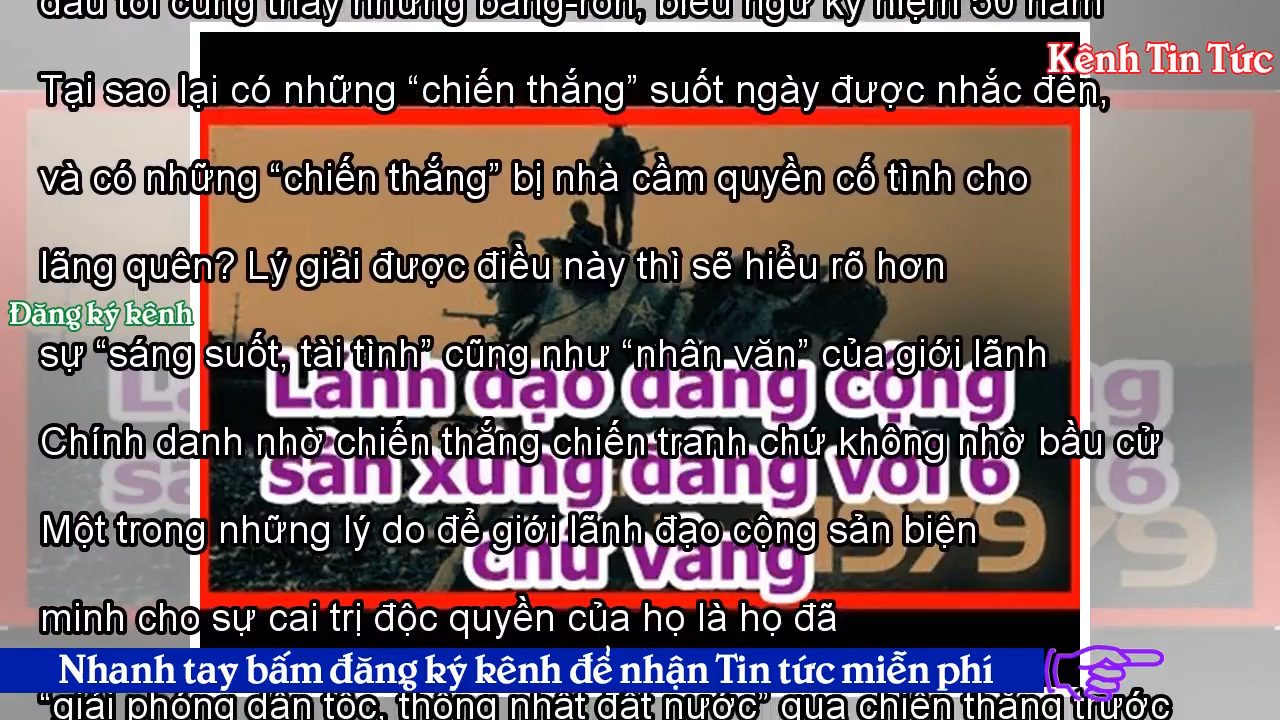 đâu tôi cũng thấy những băng-rôn, biểu ngữ kỷ niệm 50 năm
Kênh Tin Tức
Tại sao lại có những “chiến thắng” suốt ngày được nhắc đến,
và có những “chiến thắng” bị nhà cầm quyền cố tình cho
lãng quên? Lý giải được điều này thì sẽ hiểu rõ hơn
Đăng ký kênh
sự “sáng suốt, tài tình” cũng như “nhân văn” của giới lãnh
Lãnh đạo đảng cộng
Chính danh nhờ chiến thắng chiến tranh chứ không nhờ bầu cử
sản xứng đáng với 6
Một trong những lý do để giới lãnh đạo cộng sản biện
1979
chữ vàng
minh cho sự cai trị độc quyền của họ là họ đã
Nhanh tay bấm đăng ký kênh để nhận Tin tức miễn phí
“giải phóng dân tộc, thống nhất đất nước” qua chiến thắng trước